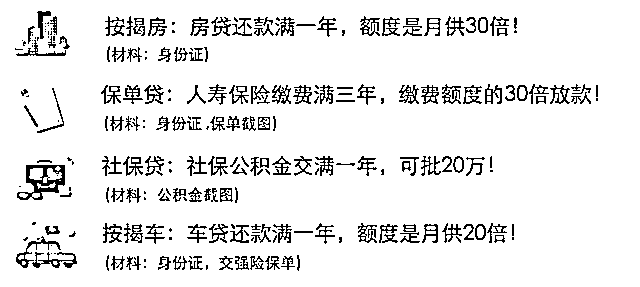 按揭房：房贷还款满一年，额度是月供30倍！
(材料：身份证)
保单贷：人寿保险缴费满三年，缴费额度的30倍放款！
(材料：身份证,保单截图)
社保贷：社保公积金交满一年，可批20万！
(材料：公积金截图)
按揭车：车贷还款满一年，额度是月供20倍！
(材料：身份证，交强险保单)